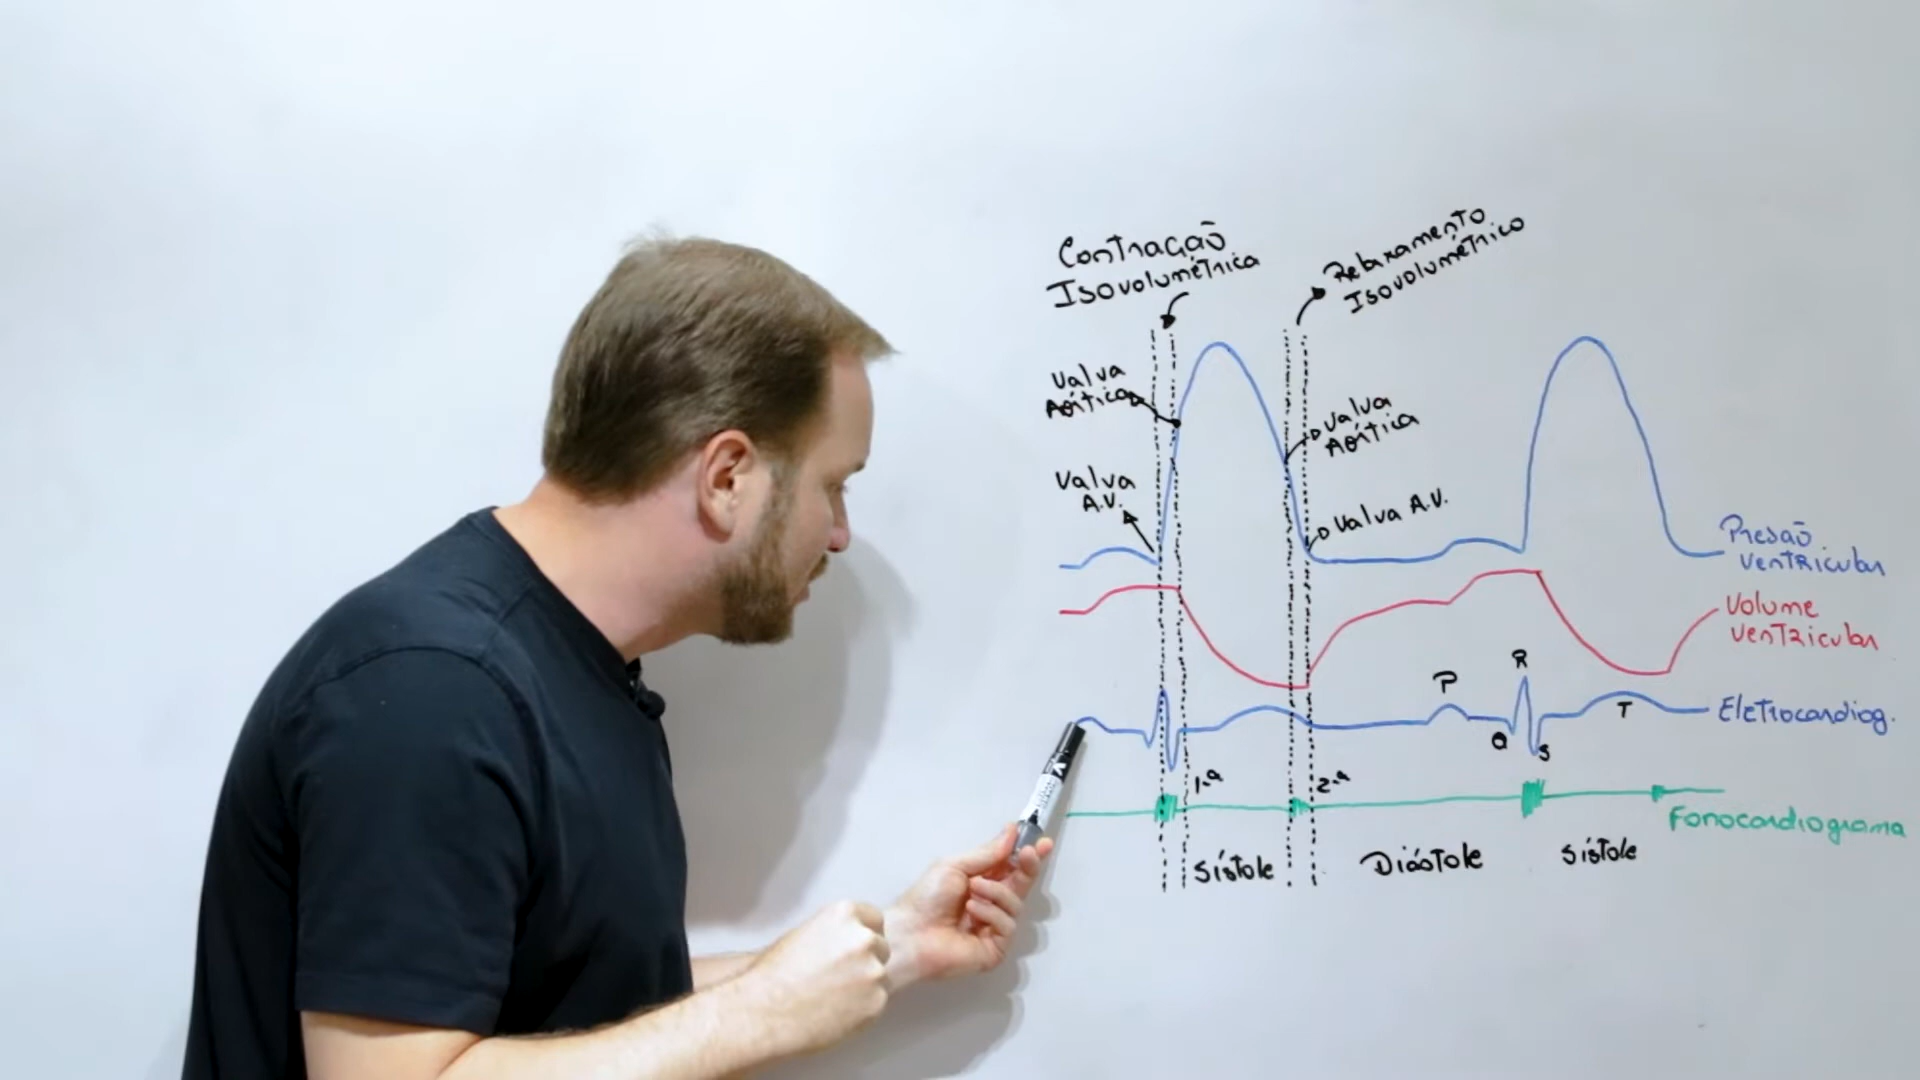 Contração
Isovolumétrica
Relaxamento
Isovolumétrico
Valva
Aórtica
Valva
Aórtica
Valva
A.V.
Valva A.V.
Presão
Ventricular
Volume
Ventricular
P
R
Q
S
T
Eletrocardiog.
1.ª
2.ª
Fonocardiograma
Sístole
Diástole
Sístole